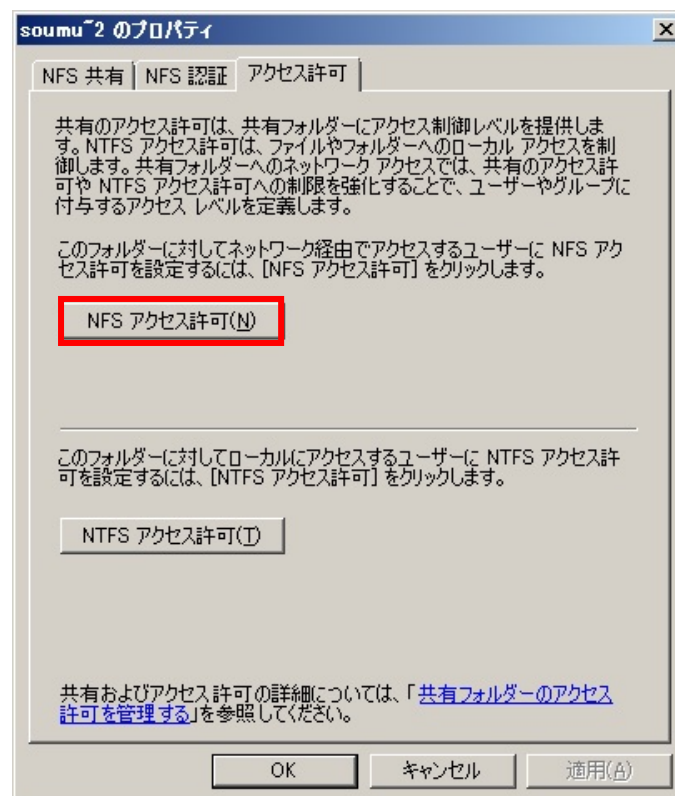 soumu~2 のプロパティ
NFS 共有 NFS 認証 アクセス許可
共有のアクセス許可は、共有フォルダーにアクセス制御レベルを提供しま
す。NTFS アクセス許可は、ファイルやフォルダーへのローカル アクセスを制
御します。共有フォルダーへのネットワーク アクセスでは、共有のアクセス許
可や NTFS アクセス許可への制限を強化することで、ユーザーやグループに
付与するアクセス レベルを定義します。
このフォルダーに対してネットワーク経由でアクセスするユーザーに NFS アク
セス許可を設定するには、[NFS アクセス許可] をクリックします。
NFS アクセス許可(N)
このフォルダーに対してローカルにアクセスするユーザーに NTFS アクセス許
可を設定するには、[NTFS アクセス許可] をクリックします。
NTFS アクセス許可(T)
共有およびアクセス許可の詳細については、「共有フォルダーのアクセス
許可を管理する」を参照してください。
OK キャンセル 適用(A)